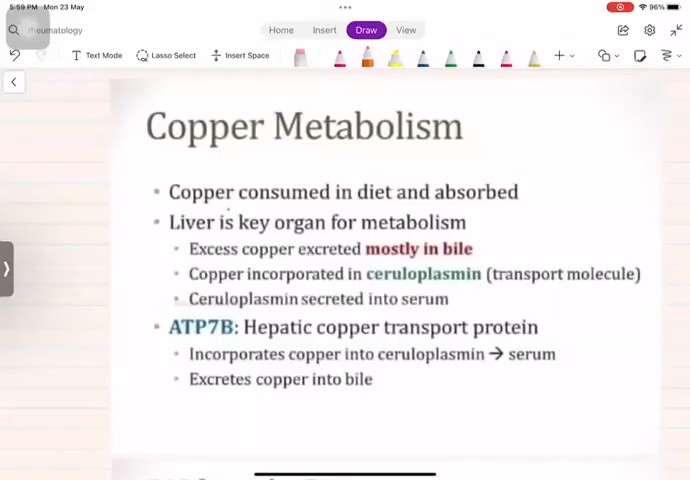 5:59 PM Mon 23 May
96%
rheumatology
Home Insert Draw View
Text Mode Lasso Select Insert Space
Copper Metabolism
• Copper consumed in diet and absorbed
• Liver is key organ for metabolism
• Excess copper excreted mostly in bile
• Copper incorporated in ceruloplasmin (transport molecule)
• Ceruloplasmin secreted into serum
• ATP7B: Hepatic copper transport protein
• Incorporates copper into ceruloplasmin → serum
• Excretes copper into bile